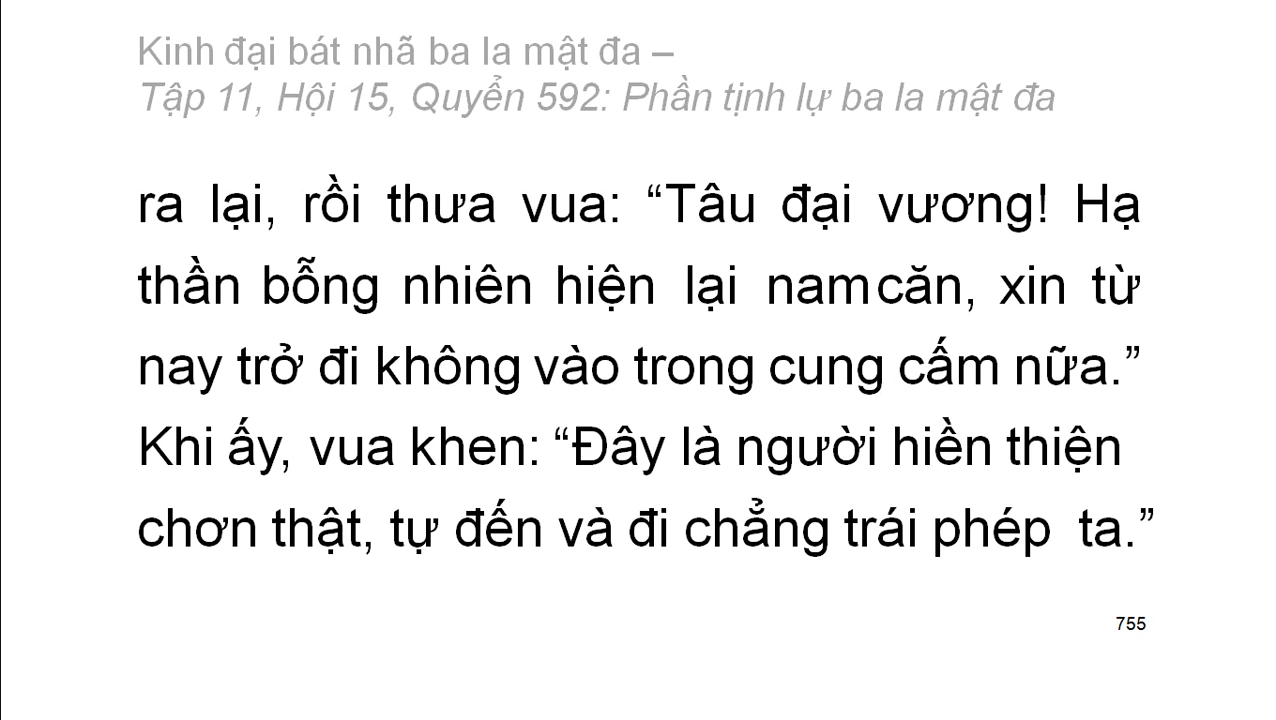 Kinh đại bát nhã ba la mật đa –
Tập 11, Hội 15, Quyển 592: Phần tịnh lự ba la mật đa
ra lại, rồi thưa vua: “Tâu đại vương! Hạ
thần bỗng nhiên hiện lại namcăn, xin từ
nay trở đi không vào trong cung cấm nữa.”
Khi ấy, vua khen: “Đây là người hiền thiện
chơn thật, tự đến và đi chẳng trái phép ta.”
755